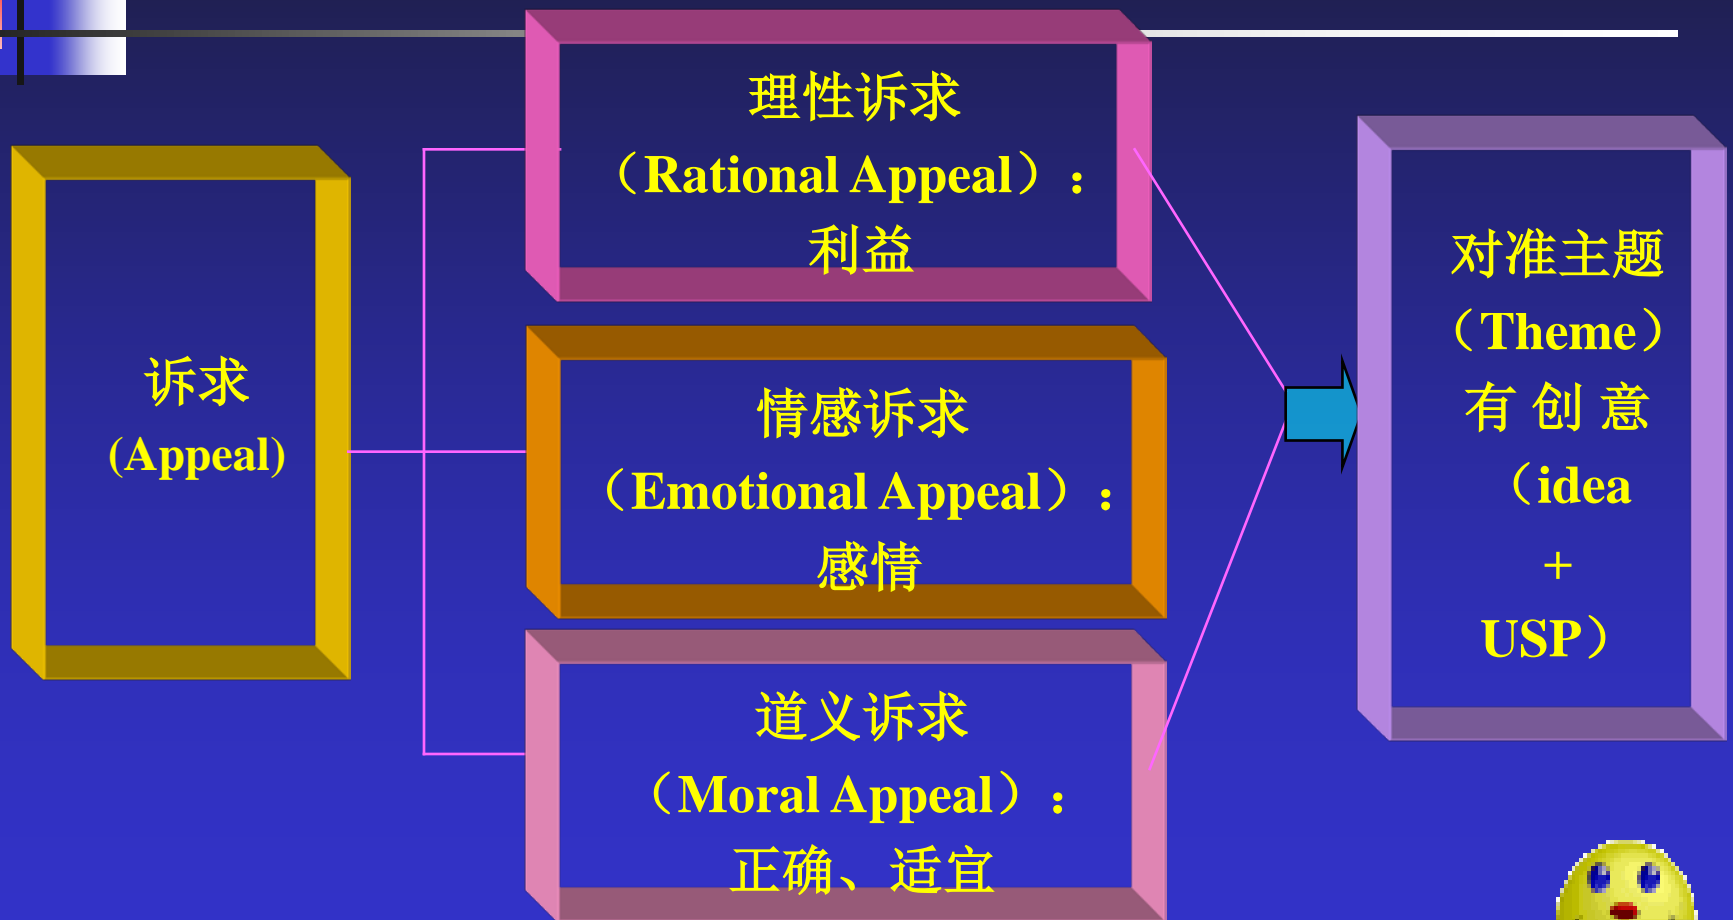 诉求
(Appeal)
理性诉求
（Rational Appeal）：
利益
情感诉求
（Emotional Appeal）：
感情
道义诉求
（Moral Appeal）：
正确、适宜
对准主题
（Theme）
有 创 意
（idea
+
USP）